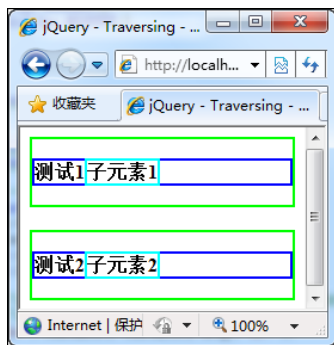 jQuery - Traversing - ...
http://localh...
收藏夹
jQuery - Traversing - ...
测试1子元素1
测试2子元素2
Internet | 保护
100%